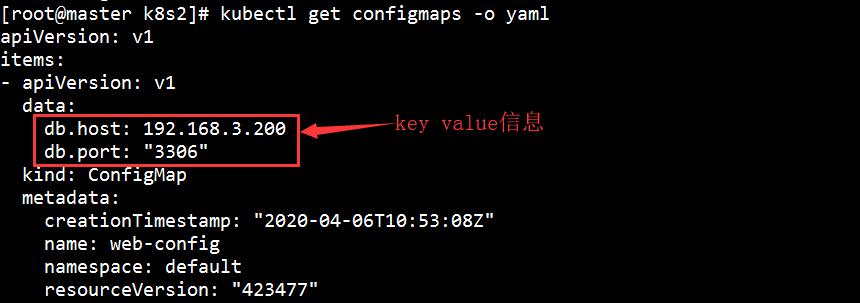 [root@master k8s2]# kubectl get configmaps -o yaml
apiVersion: v1
items:
- apiVersion: v1
  data:
    db.host: 192.168.3.200
    db.port: "3306"
key value信息
  kind: ConfigMap
  metadata:
    creationTimestamp: "2020-04-06T10:53:08Z"
    name: web-config
    namespace: default
    resourceVersion: "423477"